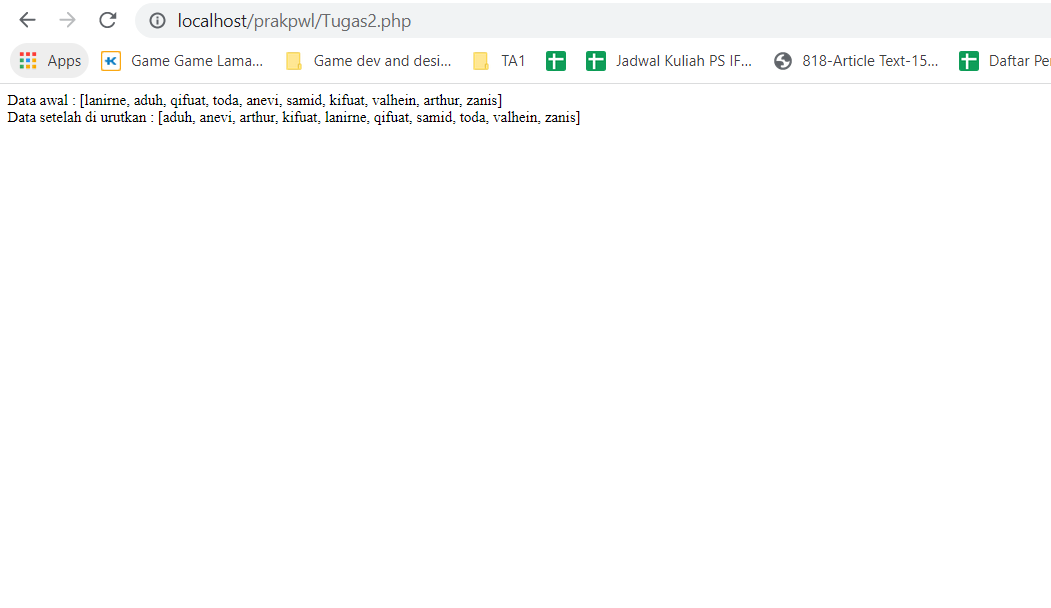 localhost/prakpwl/Tugas2.php
Apps Game Game Lama... Game dev and desi... TA1 Jadwal Kuliah PS IF... 818-Article Text-15... Daftar
Data awal : [lanirne, aduh, qifuat, toda, anevi, samid, kifuat, valhein, arthur, zanis]
Data setelah di urutkan : [aduh, anevi, arthur, kifuat, lanirne, qifuat, samid, toda, valhein, zanis]